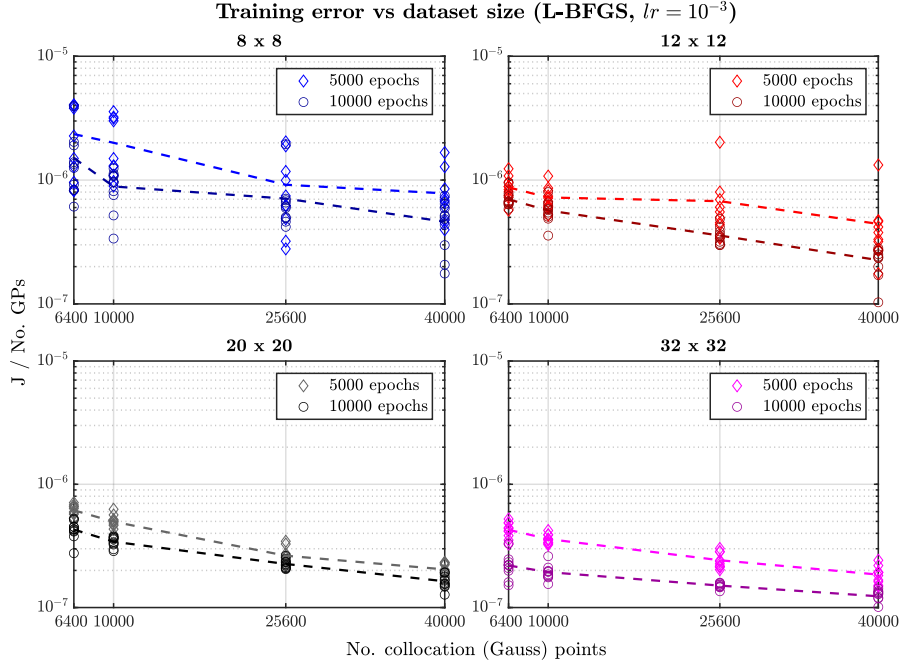 Training error vs dataset size (L-BFGS, lr = 10⁻³)
8 x 8
10⁻⁵
10⁻⁶
10⁻⁷
5000 epochs
10000 epochs
6400 10000 25600 40000
12 x 12
10⁻⁵
10⁻⁶
10⁻⁷
5000 epochs
10000 epochs
6400 10000 25600 40000
J / No. GPs
20 x 20
10⁻⁵
10⁻⁶
10⁻⁷
5000 epochs
10000 epochs
6400 10000 25600 40000
32 x 32
10⁻⁵
10⁻⁶
10⁻⁷
5000 epochs
10000 epochs
6400 10000 25600 40000
No. collocation (Gauss) points